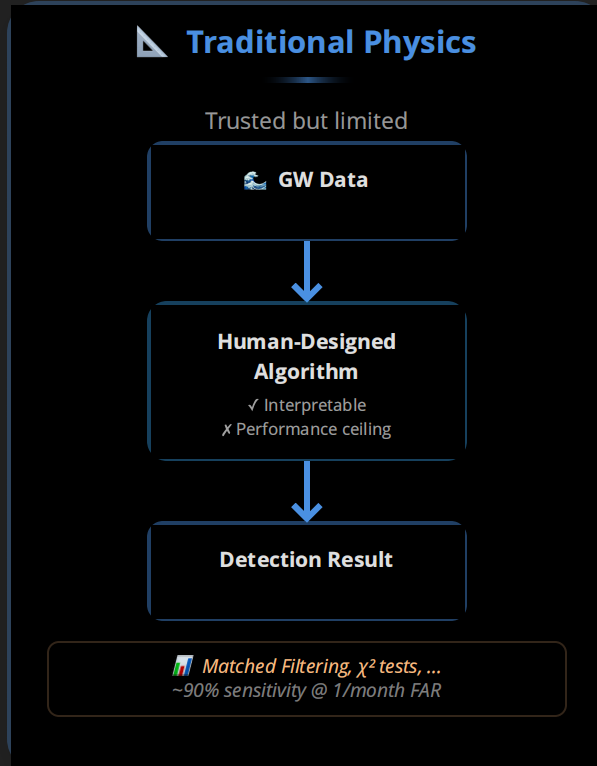 Traditional Physics
Trusted but limited
GW Data
Human-Designed
Algorithm
✓ Interpretable
✗ Performance ceiling
Detection Result
Matched Filtering, χ² tests, ...
~90% sensitivity @ 1/month FAR